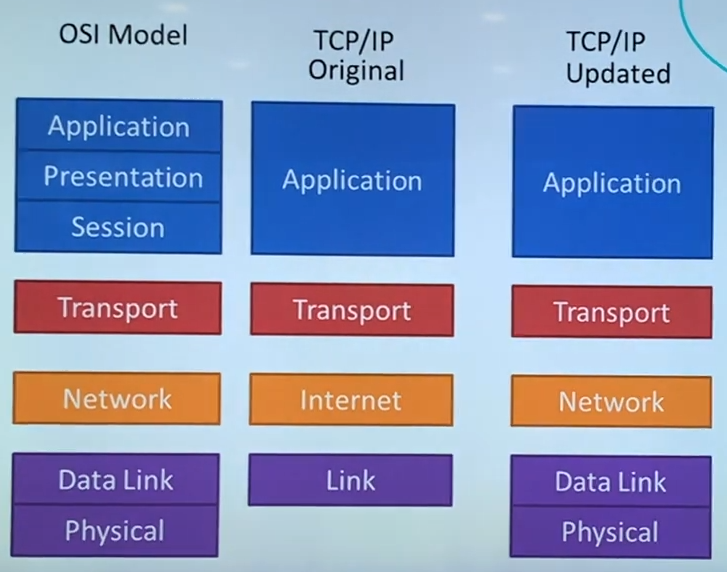 OSI Model
TCP/IP
Original
TCP/IP
Updated
Application
Presentation
Session
Application
Application
Transport
Transport
Transport
Network
Internet
Network
Data Link
Physical
Link
Data Link
Physical